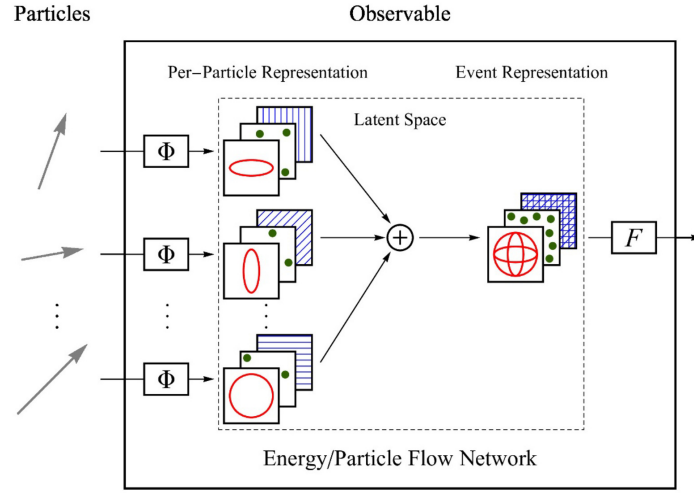 Particles
Observable
Per-Particle Representation
Event Representation
Latent Space
Φ
Φ
F
Φ
Energy/Particle Flow Network